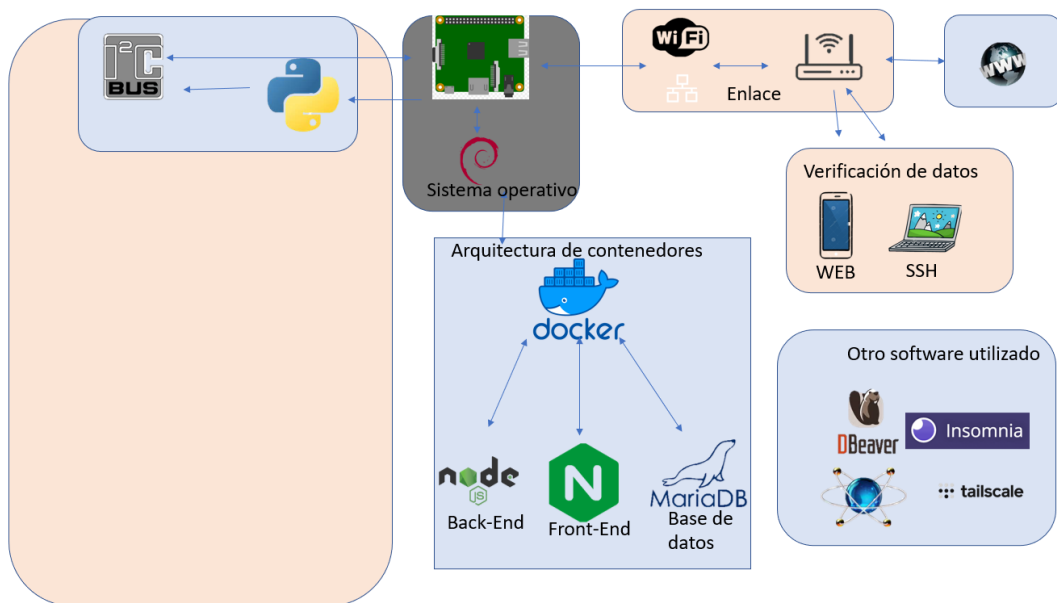 I²C
BUS
Wi Fi
Enlace
WWW
Sistema operativo
Verificación de datos
WEB
SSH
Arquitectura de contenedores
docker
node
JS
Back-End
N
Front-End
MariaDB
Base de
datos
Otro software utilizado
DBeaver
Insomnia
tailscale